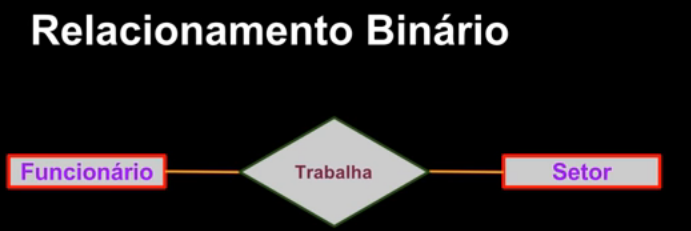 Relacionamento Binário
Funcionário
Trabalha
Setor